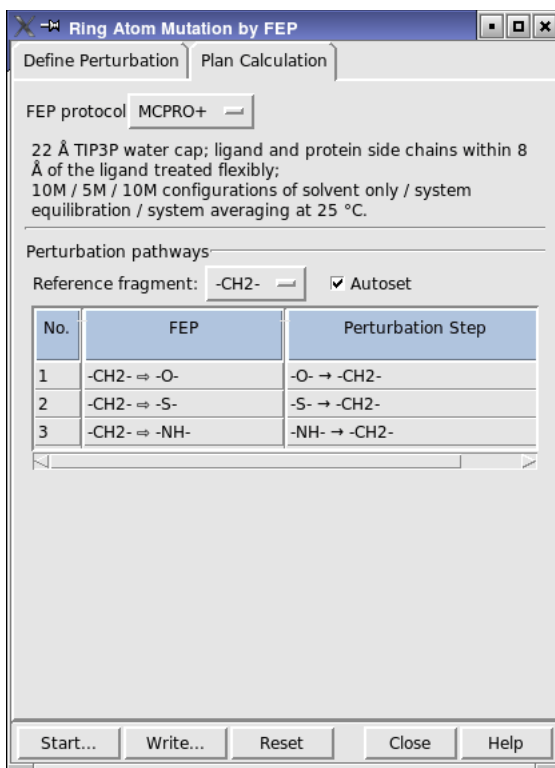 Ring Atom Mutation by FEP
Define Perturbation Plan Calculation
FEP protocol MCPRO+
22 Å TIP3P water cap; ligand and protein side chains within 8
Å of the ligand treated flexibly;
10M / 5M / 10M configurations of solvent only / system
equilibration / system averaging at 25 °C.
Perturbation pathways
Reference fragment: -CH2- Autoset
No. FEP Perturbation Step
1 -CH2- ⇨ -O- -O- → -CH2-
2 -CH2- ⇨ -S- -S- → -CH2-
3 -CH2- ⇨ -NH- -NH- → -CH2-
Start... Write... Reset Close Help